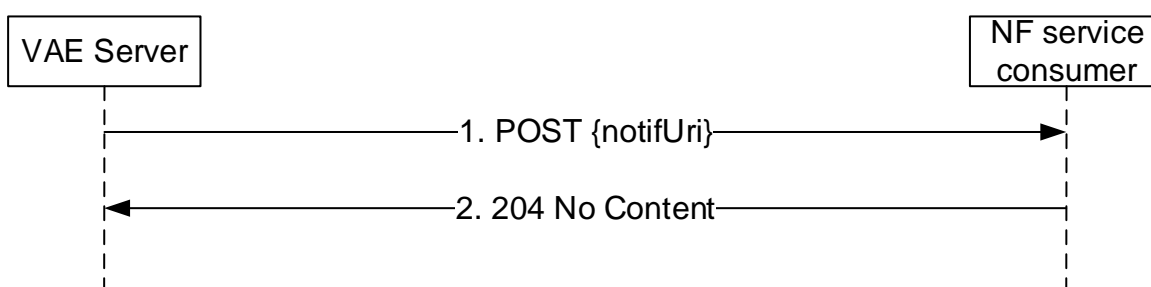 VAE Server
NF service
consumer
1. POST {notifUri}
2. 204 No Content